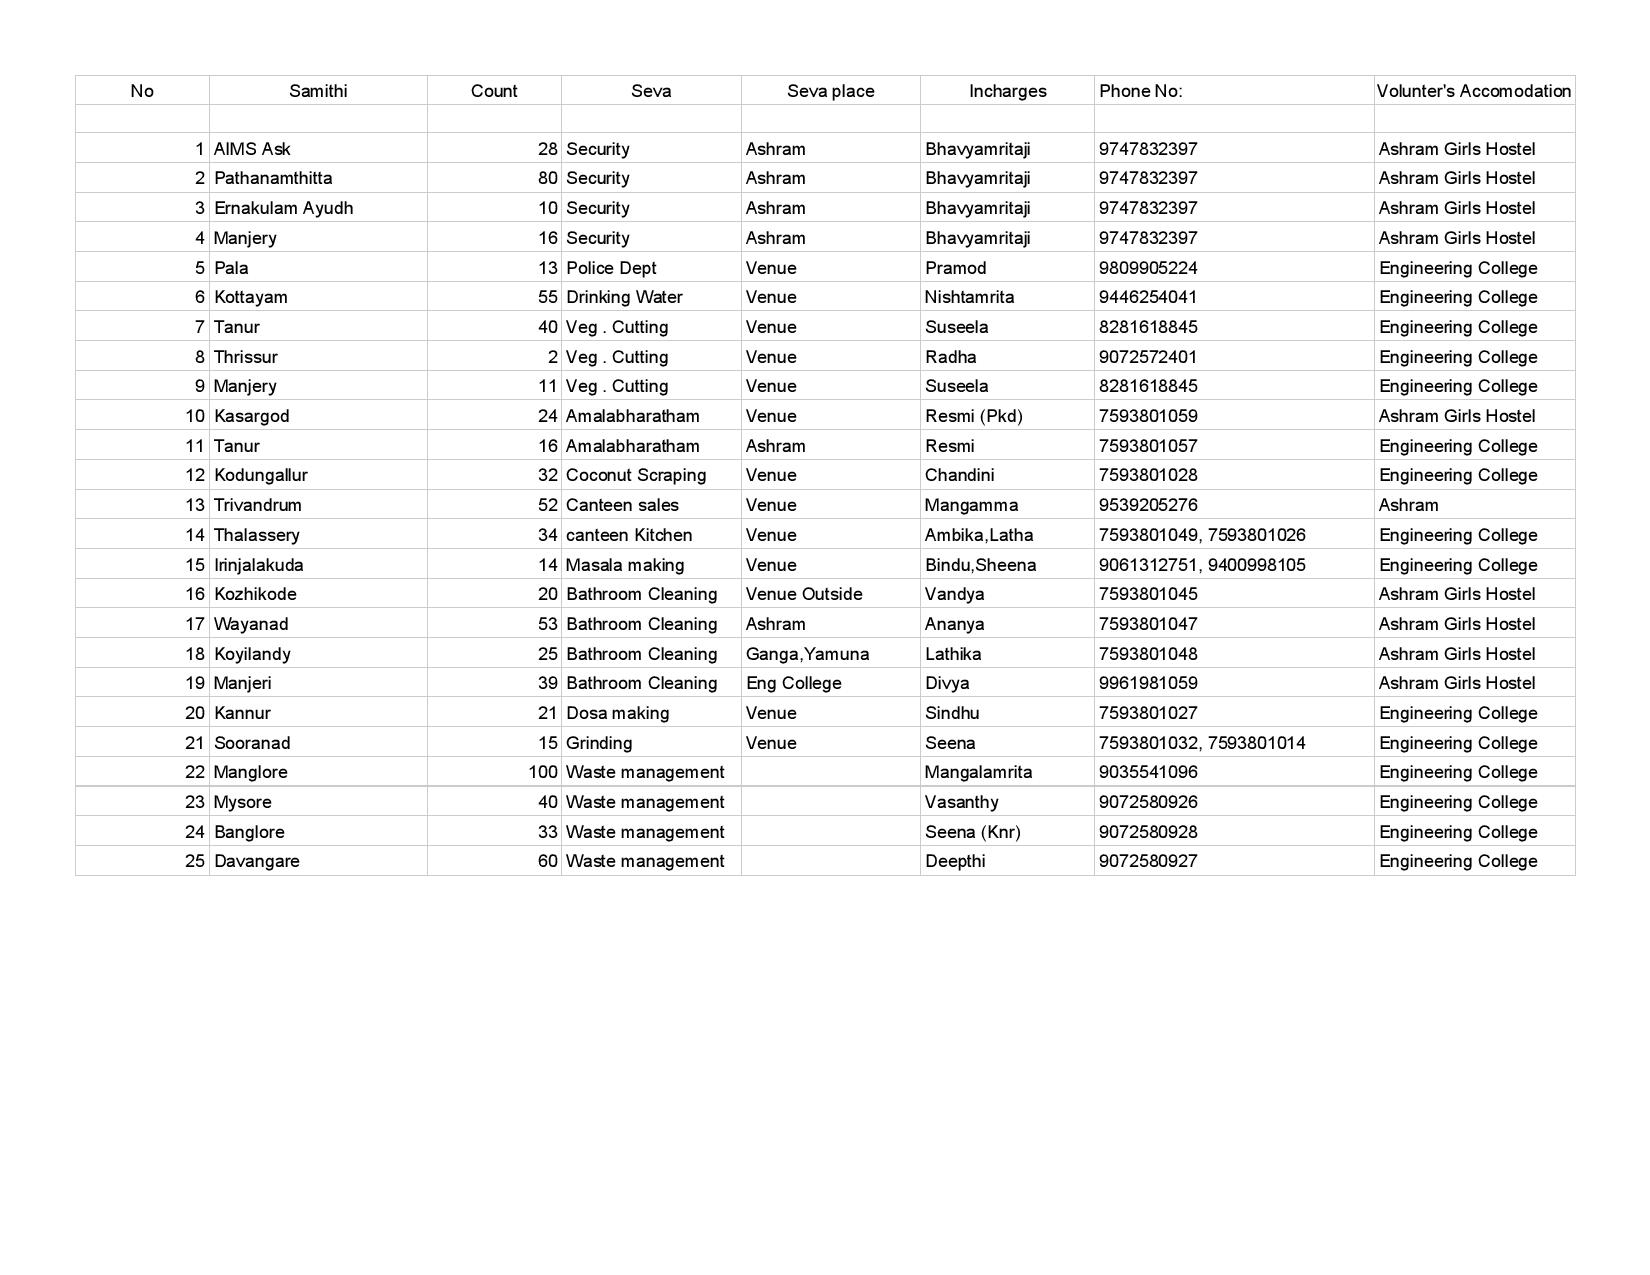 No Samithi Count Seva Seva place Incharges Phone No: Volunter's Accomodation
1 AIMS Ask 28 Security Ashram Bhavyamritaji 9747832397 Ashram Girls Hostel
2 Pathanamthitta 80 Security Ashram Bhavyamritaji 9747832397 Ashram Girls Hostel
3 Ernakulam Ayudh 10 Security Ashram Bhavyamritaji 9747832397 Ashram Girls Hostel
4 Manjery 16 Security Ashram Bhavyamritaji 9747832397 Ashram Girls Hostel
5 Pala 13 Police Dept Venue Pramod 9809905224 Engineering College
6 Kottayam 55 Drinking Water Venue Nishtamrita 9446254041 Engineering College
7 Tanur 40 Veg . Cutting Venue Suseela 8281618845 Engineering College
8 Thrissur 2 Veg . Cutting Venue Radha 9072572401 Engineering College
9 Manjery 11 Veg . Cutting Venue Suseela 8281618845 Engineering College
10 Kasargod 24 Amalabharatham Venue Resmi (Pkd) 7593801059 Ashram Girls Hostel
11 Tanur 16 Amalabharatham Ashram Resmi 7593801057 Engineering College
12 Kodungallur 32 Coconut Scraping Venue Chandini 7593801028 Engineering College
13 Trivandrum 52 Canteen sales Venue Mangamma 9539205276 Ashram
14 Thalassery 34 canteen Kitchen Venue Ambika,Latha 7593801049, 7593801026 Engineering College
15 Irinjalakuda 14 Masala making Venue Bindu,Sheena 9061312751, 9400998105 Engineering College
16 Kozhikode 20 Bathroom Cleaning Venue Outside Vandya 7593801045 Ashram Girls Hostel
17 Wayanad 53 Bathroom Cleaning Ashram Ananya 7593801047 Ashram Girls Hostel
18 Koyilandy 25 Bathroom Cleaning Ganga,Yamuna Lathika 7593801048 Ashram Girls Hostel
19 Manjeri 39 Bathroom Cleaning Eng College Divya 9961981059 Ashram Girls Hostel
20 Kannur 21 Dosa making Venue Sindhu 7593801027 Engineering College
21 Sooranad 15 Grinding Venue Seena 7593801032, 7593801014 Engineering College
22 Manglore 100 Waste management Mangalamrita 9035541096 Engineering College
23 Mysore 40 Waste management Vasanthy 9072580926 Engineering College
24 Banglore 33 Waste management Seena (Knr) 9072580928 Engineering College
25 Davangare 60 Waste management Deepthi 9072580927 Engineering College